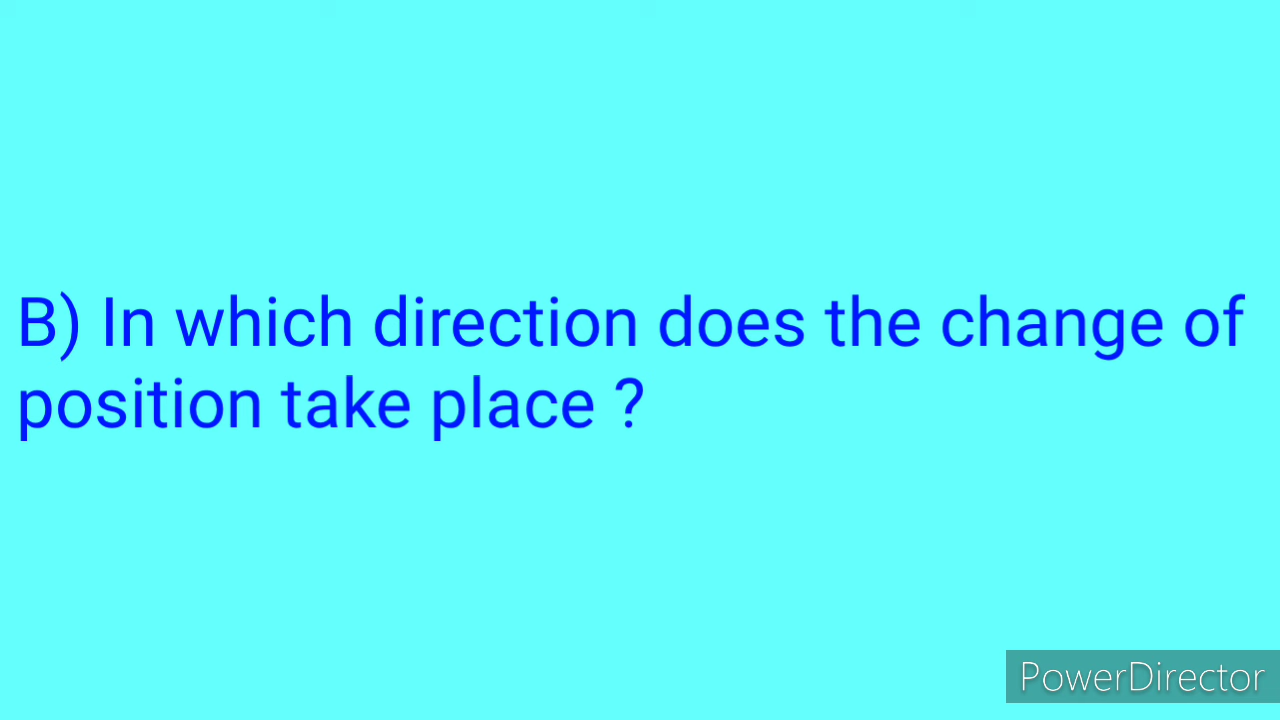 B) In which direction does the change of
position take place ?
PowerDirector